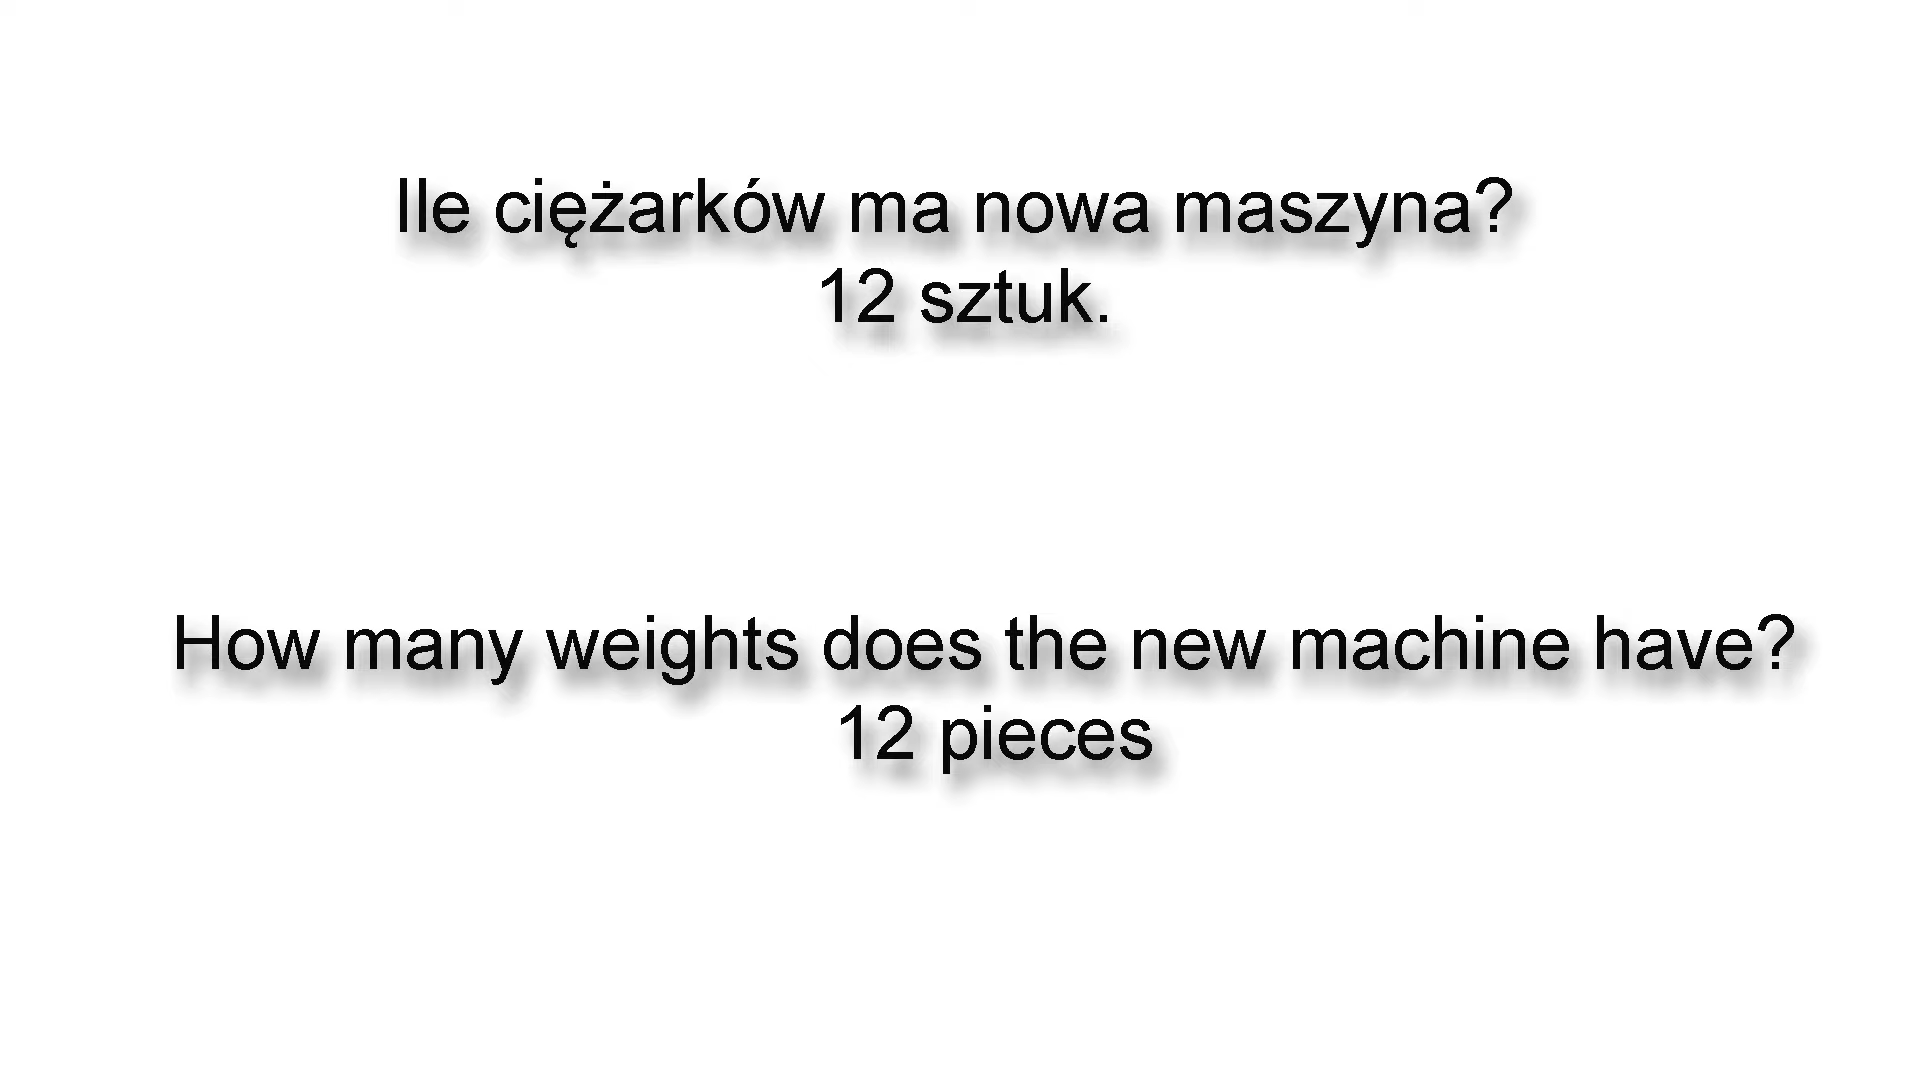 Ile ciężarków ma nowa maszyna?
12 sztuk.
How many weights does the new machine have?
12 pieces